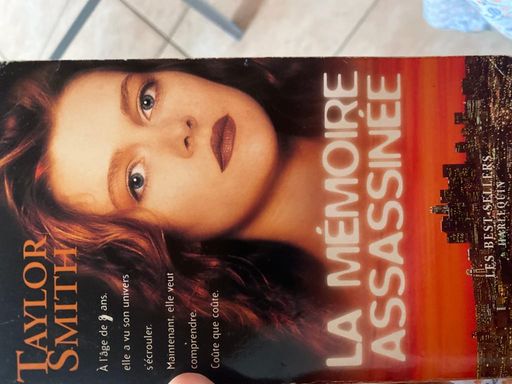 TAYLOR
SMITH
À l'âge de 9 ans,
elle a vu son univers
s'écrouler.
Maintenant, elle veut
comprendre.
Coûte que coûte.
LA MÉMOIRE
ASSASSINÉE
LES BEST-SELLERS
HARLEQUIN